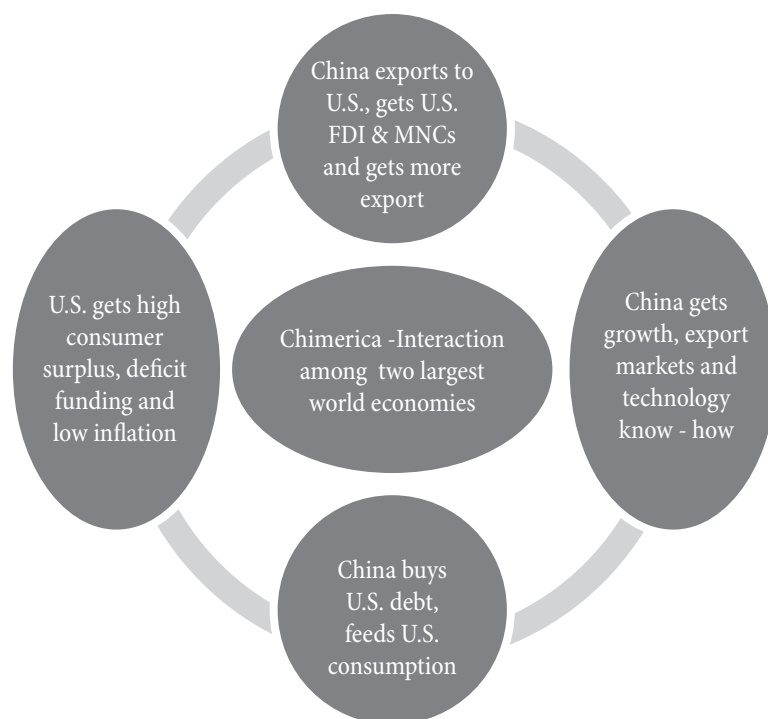 China exports to
U.S., gets U.S.
FDI & MNCs
and gets more
export
U.S. gets high
consumer
surplus, deficit
funding and
low inflation
Chimerica -Interaction
among two largest
world economies
China gets
growth, export
markets and
technology
know - how
China buys
U.S. debt,
feeds U.S.
consumption